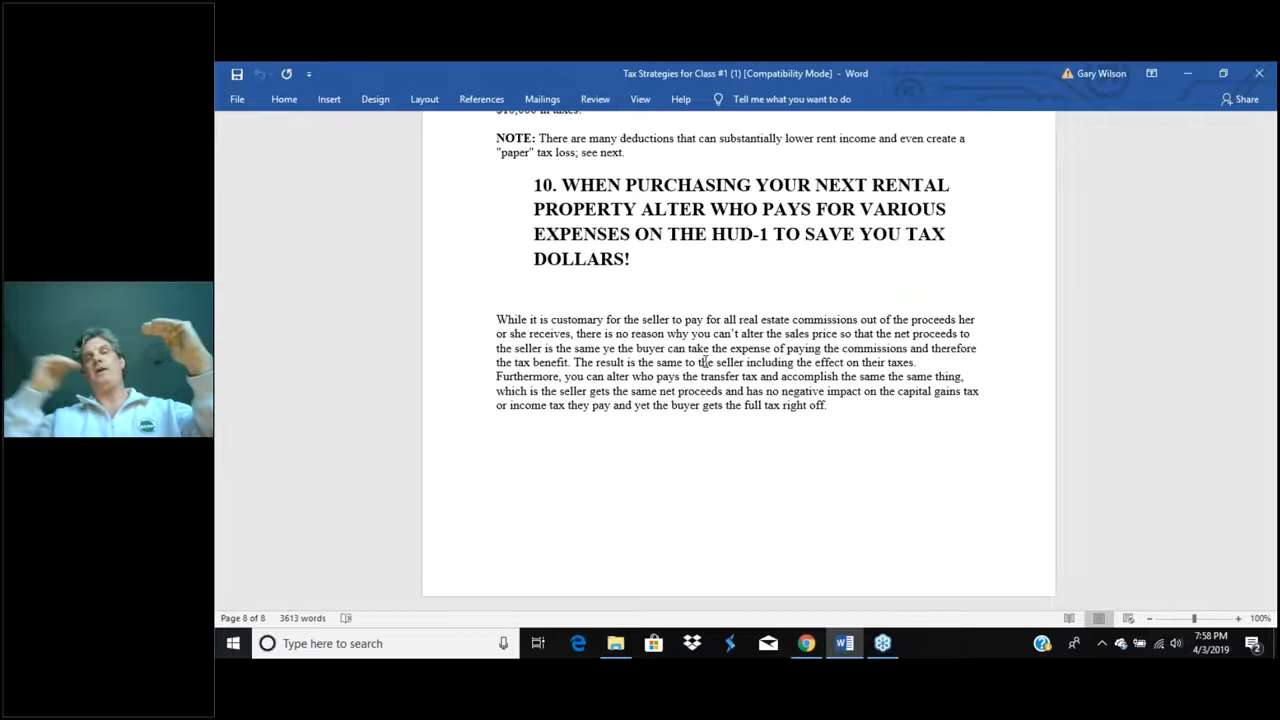 Tax Strategies for Class #1 (1) [Compatibility Mode] - Word
Gary Wilson
File Home Insert Design Layout References Mailings Review View Help Tell me what you want to do Share
$10,000 in taxes.
NOTE: There are many deductions that can substantially lower rent income and even create a
"paper" tax loss; see next.
10. WHEN PURCHASING YOUR NEXT RENTAL
PROPERTY ALTER WHO PAYS FOR VARIOUS
EXPENSES ON THE HUD-1 TO SAVE YOU TAX
DOLLARS!
While it is customary for the seller to pay for all real estate commissions out of the proceeds her
or she receives, there is no reason why you can’t alter the sales price so that the net proceeds to
the seller is the same ye the buyer can take the expense of paying the commissions and therefore
the tax benefit. The result is the same to the seller including the effect on their taxes.
Furthermore, you can alter who pays the transfer tax and accomplish the same the same thing,
which is the seller gets the same net proceeds and has no negative impact on the capital gains tax
or income tax they pay and yet the buyer gets the full tax right off.
Page 8 of 8 3613 words 100%
Type here to search
7:58 PM
4/3/2019
2